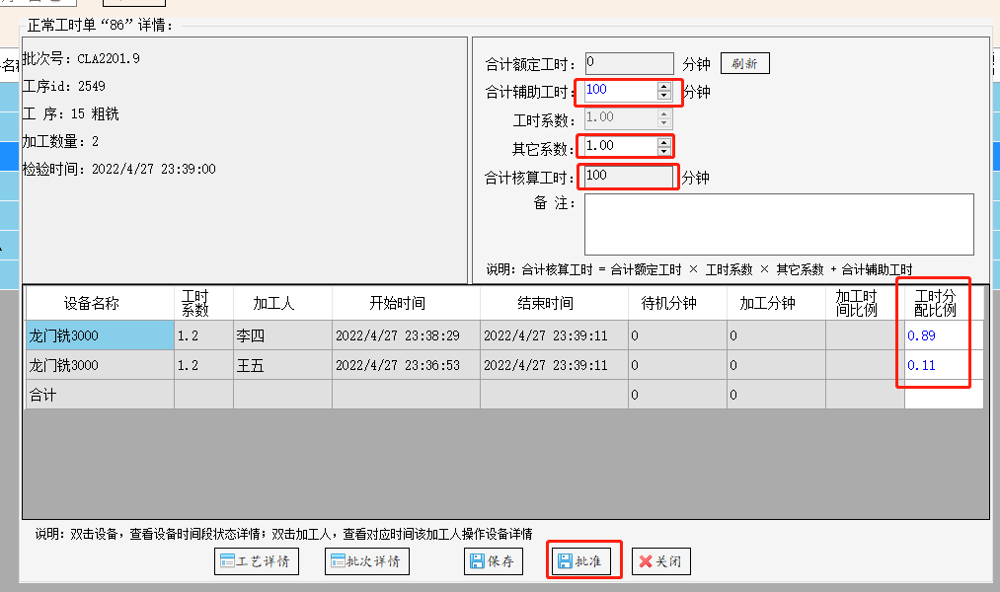 正常工时单“86”详情:
批次号: CLA2201.9
工序id: 2549
工 序: 15 粗铣
加工数量: 2
检验时间: 2022/4/27 23:39:00
合计额定工时: 0 分钟 刷新
合计辅助工时: 100 分钟
工时系数: 1.00
其它系数: 1.00
合计核算工时: 100 分钟
备 注:
说明: 合计核算工时 = 合计额定工时 × 工时系数 × 其它系数 + 合计辅助工时
设备名称 工时系数 加工人 开始时间 结束时间 待机分钟 加工分钟 加工时间比例 工时分配比例
龙门铣3000 1.2 李四 2022/4/27 23:38:29 2022/4/27 23:39:11 0 0 0.89
龙门铣3000 1.2 王五 2022/4/27 23:36:53 2022/4/27 23:39:11 0 0 0.11
合计 0 0
说明: 双击设备, 查看设备时间段状态详情; 双击加工人, 查看对应时间该加工人操作设备详情
工艺详情 批次详情 保存 批准 关闭